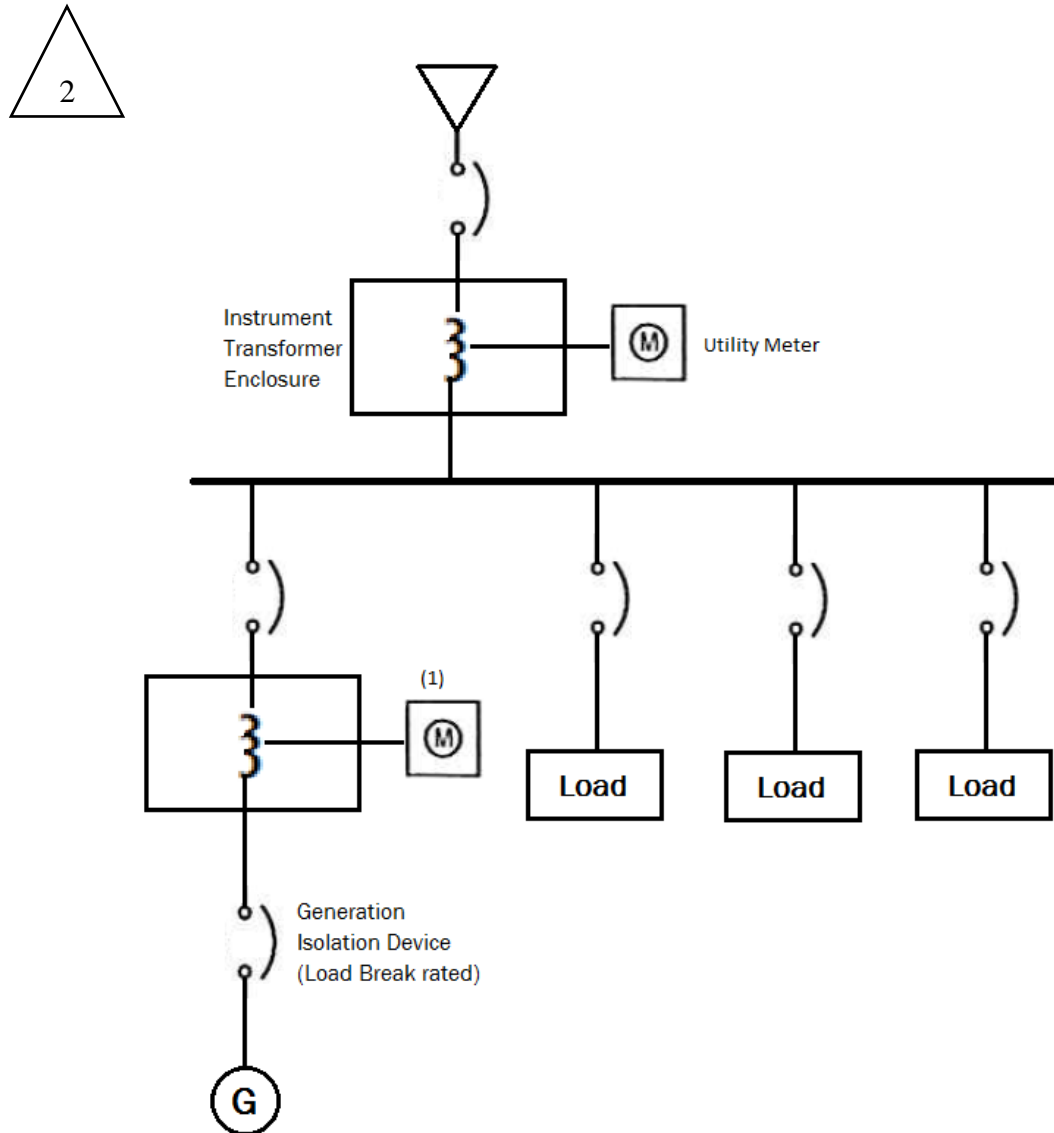 2
Instrument
Transformer
Enclosure
M
Utility Meter
(1)
M
Load
Load
Load
Generation
Isolation Device
(Load Break rated)
G